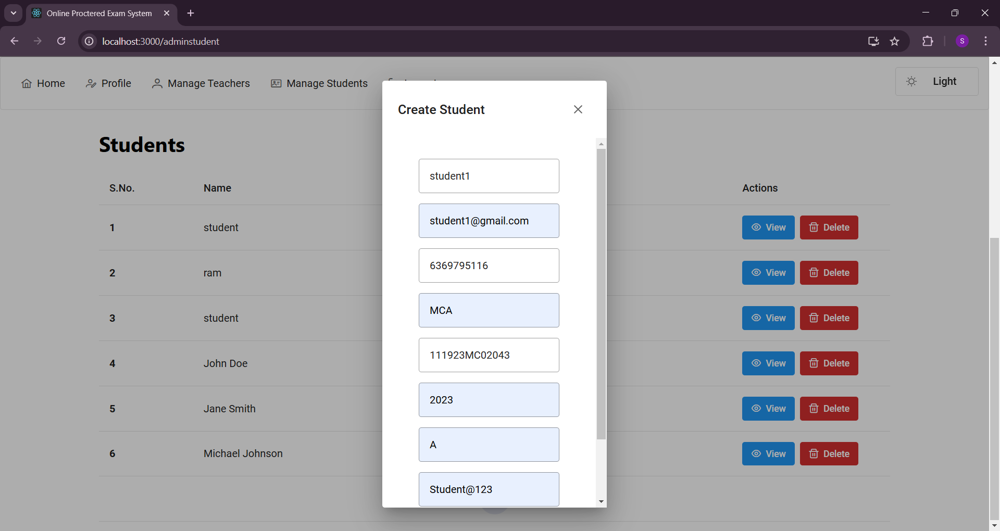 Online Proctered Exam System
localhost:3000/adminstudent
S
Home Profile Manage Teachers Manage Students
Light
Create Student
Students
S.No. Name Actions
1 student View Delete
2 ram View Delete
3 student View Delete
4 John Doe View Delete
5 Jane Smith View Delete
6 Michael Johnson View Delete
student1
student1@gmail.com
6369795116
MCA
111923MC02043
2023
A
Student@123